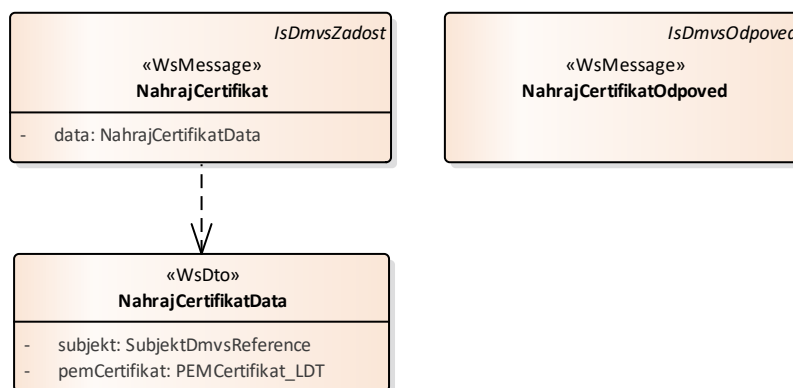 IsDmvsZadost
«WsMessage»
NahrajCertifikat
- data: NahrajCertifikatData
IsDmvsOdpoved
«WsMessage»
NahrajCertifikatOdpoved
«WsDto»
NahrajCertifikatData
- subjekt: SubjektDmvsReference
- pemCertifikat: PEMCertifikat_LDT